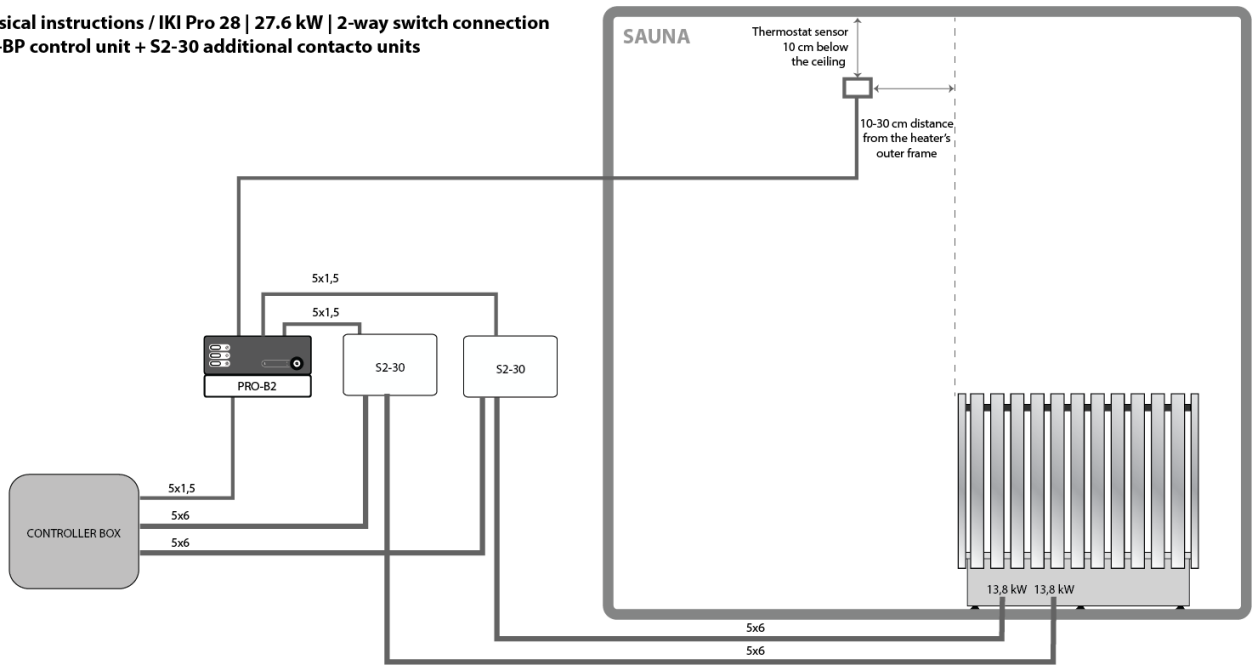 sical instructions / IKI Pro 28 | 27.6 kW | 2-way switch connection
-BP control unit + S2-30 additional contacto units
SAUNA
Thermostat sensor
10 cm below
the ceiling
10-30 cm distance
from the heater's
outer frame
5x1,5
5x1,5
S2-30
S2-30
PRO-B2
5x1,5
5x6
CONTROLLER BOX
5x6
13,8 kW 13,8 kW
5x6
5x6